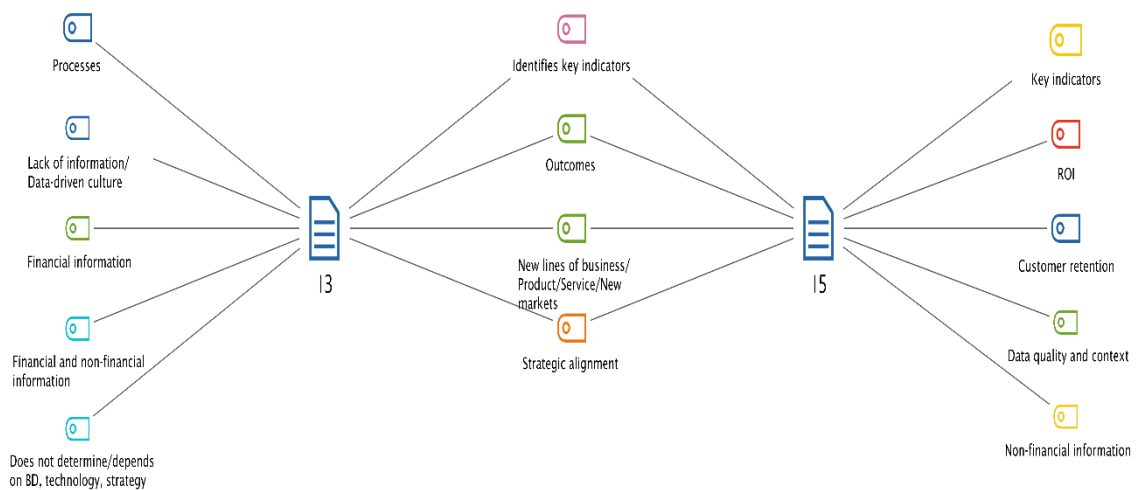 Processes
Lack of information/
Data-driven culture
Financial information
Financial and non-financial
information
Does not determine/depends
on BD, technology, strategy
I3
Identifies key indicators
Outcomes
New lines of business/
Product/Service/New
markets
Strategic alignment
I5
Key indicators
ROI
Customer retention
Data quality and context
Non-financial information